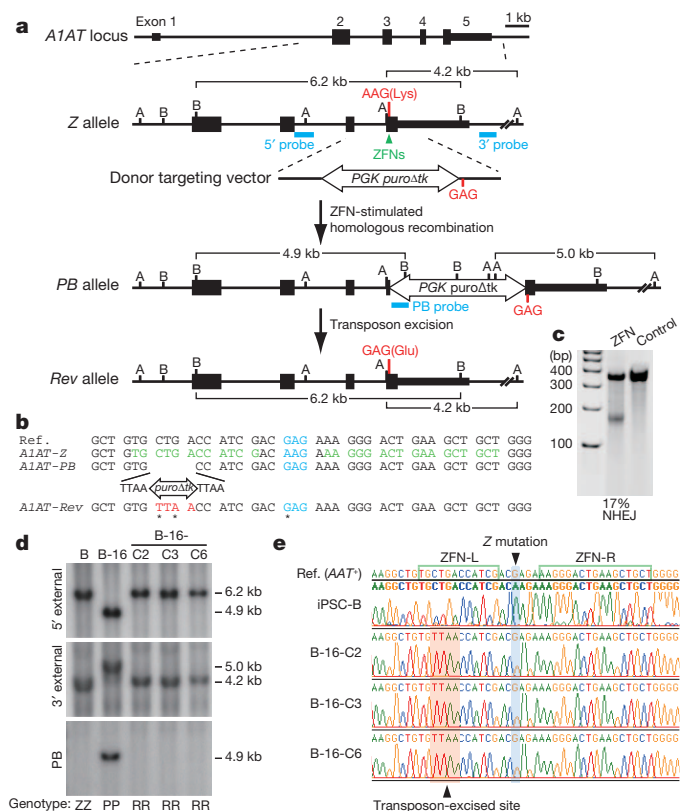 a
Exon 1 2 3 4 5 1 kb
A1AT locus
4.2 kb
6.2 kb
AAG(Lys)
A B B A A B A
Z allele
5′ probe ZFNs 3′ probe
Donor targeting vector PGK puroΔtk
GAG
ZFN-stimulated
homologous recombination
4.9 kb 5.0 kb
A B B A B B A A B A
PB allele PGK puroΔtk
PB probe GAG
Transposon excision
GAG(Glu)
A B B A A B A
Rev allele
6.2 kb
4.2 kb
b
Ref. GCT GTG CTG ACC ATC GAC GAG AAA GGG ACT GAA GCT GCT GGG
A1AT-Z GCT GTG CTG ACC ATC GAC AAG AAA GGG ACT GAA GCT GCT GGG
A1AT-PB GCT GTG CC ATC GAC GAG AAA GGG ACT GAA GCT GCT GGG
TTAA puroΔtk TTAA
A1AT-Rev GCT GTG TTA ACC ATC GAC GAG AAA GGG ACT GAA GCT GCT GGG
* * *
c
ZFN Control
(bp)
400
300
200
100
17%
NHEJ
d
B-16-
B B-16 C2 C3 C6
5′ external
6.2 kb
4.9 kb
3′ external
5.0 kb
4.2 kb
PB
4.9 kb
Genotype: ZZ PP RR RR RR
e
Z mutation
ZFN-L ZFN-R
Ref. (AAT⁺) AAGGCTGTGCTGACCATCGACGAGAAAGGGACTGAAGCTGCTGGGG
AAGGCTGTGCTGACCATCGACAAGAAAGGGACTGAAGCTGCTGGGG
iPSC-B
AAGGCTGTGTTAACCATCGACGAGAAAGGGACTGAAGCTGCTGGGG
B-16-C2
AAGGCTGTGTTAACCATCGACGAGAAAGGGACTGAAGCTGCTGGGG
B-16-C3
AAGGCTGTGTTAACCATCGACGAGAAAGGGACTGAAGCTGCTGGGG
B-16-C6
Transposon-excised site